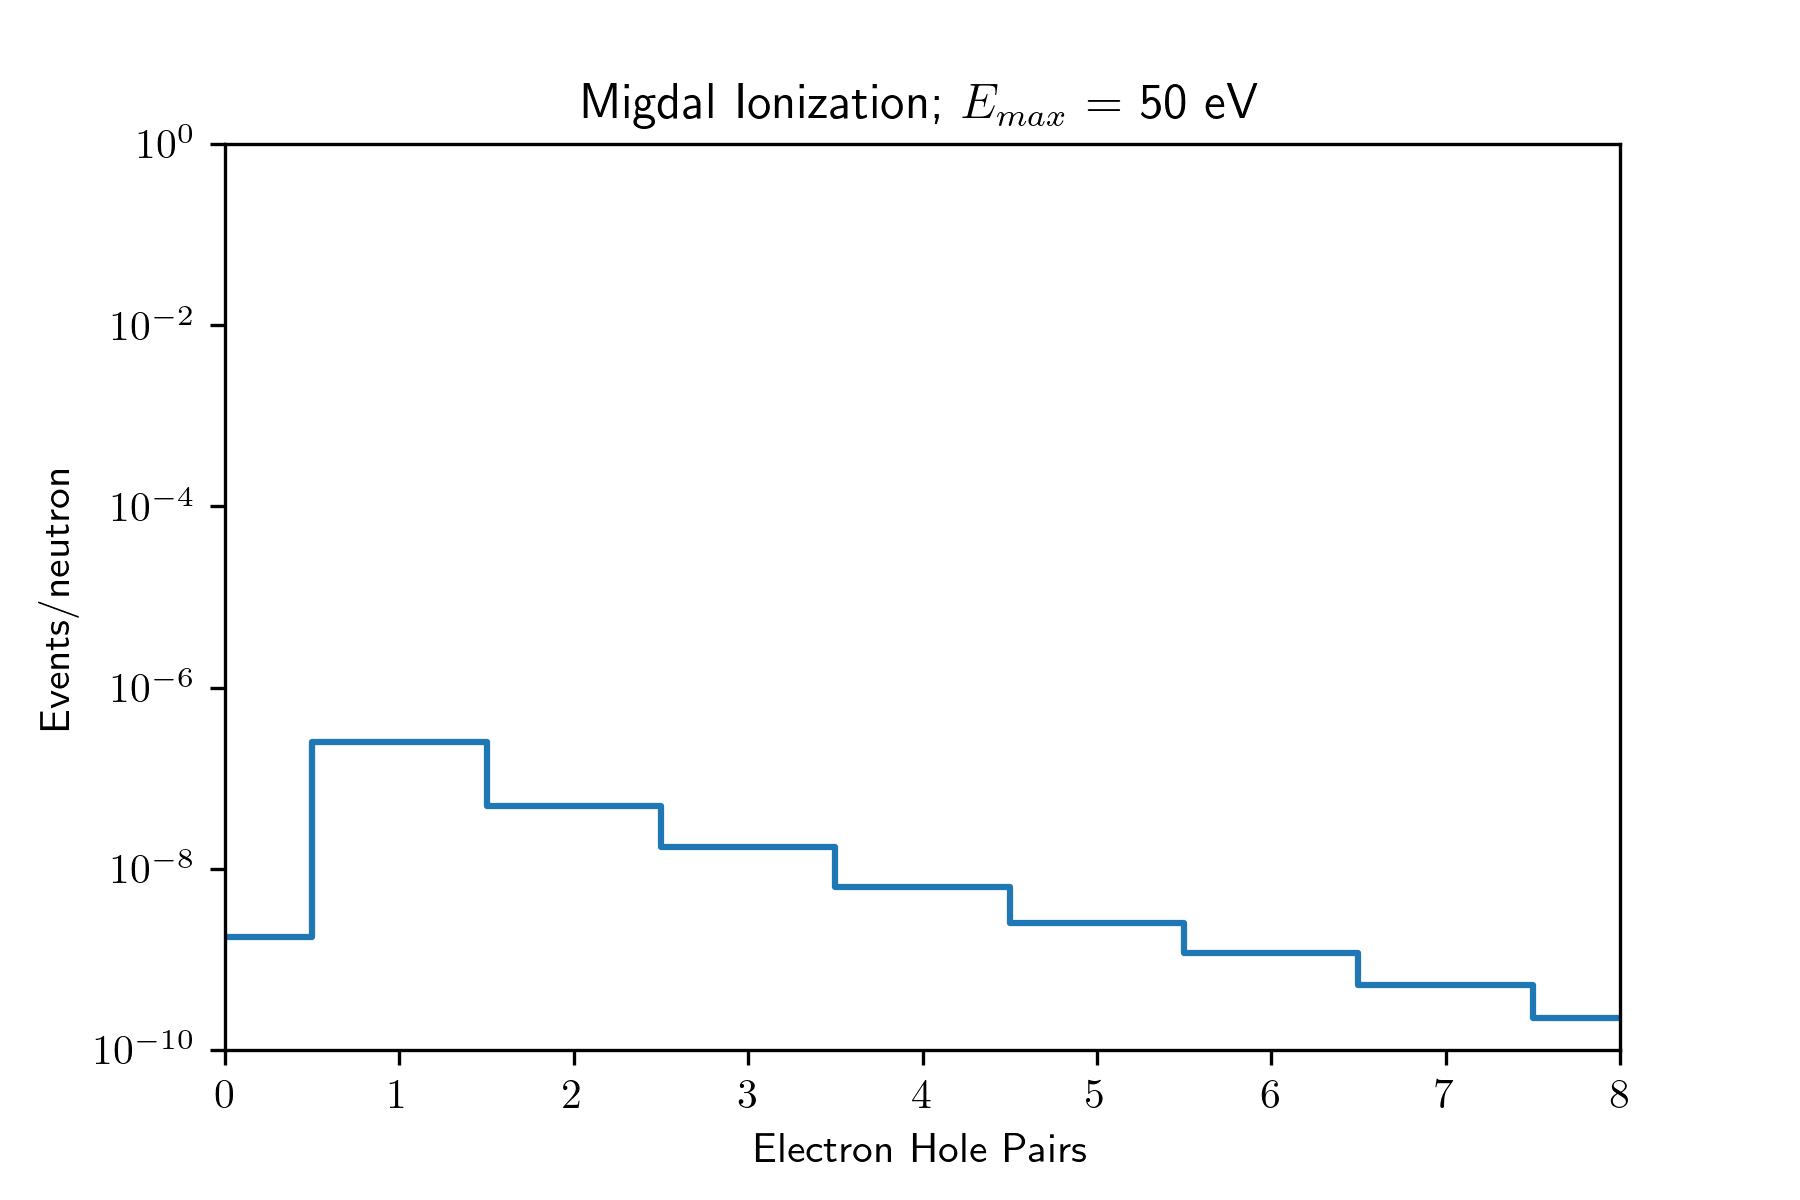 Migdal Ionization; E_max = 50 eV
10^0
10^−2
10^−4
10^−6
10^−8
10^−10
Events/neutron
0 1 2 3 4 5 6 7 8
Electron Hole Pairs